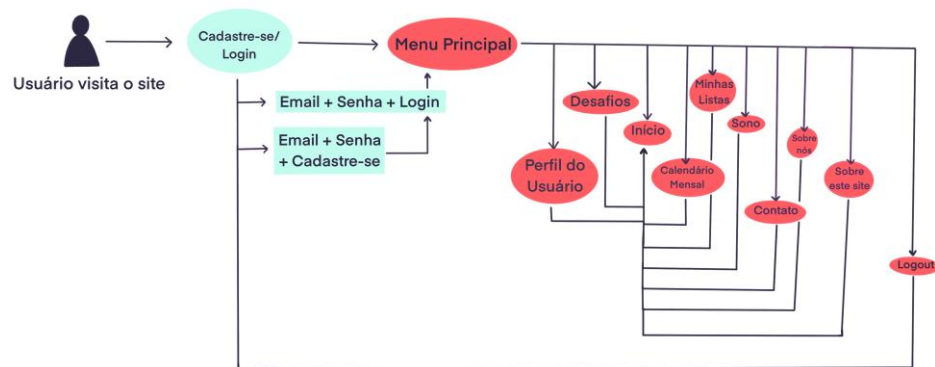 Usuário visita o site
Cadastre-se/
Login
Menu Principal
Email + Senha + Login
Email + Senha
+ Cadastre-se
Perfil do
Usuário
Desafios
Início
Calendário
Mensal
Minhas
Listas
Sono
Contato
Sobre
nós
Sobre
este site
Logout